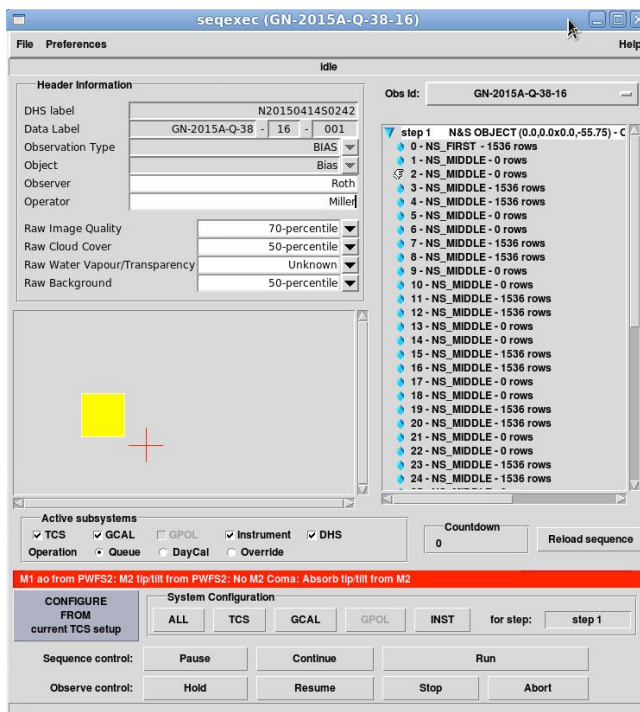 seqexec (GN-2015A-Q-38-16)
File Preferences Help
Idle
Header Information
DHS label N20150414S0242
Data Label GN-2015A-Q-38 - 16 - 001
Observation Type BIAS
Object Bias
Observer Roth
Operator Miller
Raw Image Quality 70-percentile
Raw Cloud Cover 50-percentile
Raw Water Vapour/Transparency Unknown
Raw Background 50-percentile
Obs Id: GN-2015A-Q-38-16
step 1 N&S OBJECT (0.0,0.0x0.0,-55.75) - C
0 - NS_FIRST - 1536 rows
1 - NS_MIDDLE - 0 rows
2 - NS_MIDDLE - 0 rows
3 - NS_MIDDLE - 1536 rows
4 - NS_MIDDLE - 1536 rows
5 - NS_MIDDLE - 0 rows
6 - NS_MIDDLE - 0 rows
7 - NS_MIDDLE - 1536 rows
8 - NS_MIDDLE - 1536 rows
9 - NS_MIDDLE - 0 rows
10 - NS_MIDDLE - 0 rows
11 - NS_MIDDLE - 1536 rows
12 - NS_MIDDLE - 1536 rows
13 - NS_MIDDLE - 0 rows
14 - NS_MIDDLE - 0 rows
15 - NS_MIDDLE - 1536 rows
16 - NS_MIDDLE - 1536 rows
17 - NS_MIDDLE - 0 rows
18 - NS_MIDDLE - 0 rows
19 - NS_MIDDLE - 1536 rows
20 - NS_MIDDLE - 1536 rows
21 - NS_MIDDLE - 0 rows
22 - NS_MIDDLE - 0 rows
23 - NS_MIDDLE - 1536 rows
24 - NS_MIDDLE - 1536 rows
Active subsystems
TCS GCAL GPOL Instrument DHS
Operation Queue DayCal Override
Countdown
0
Reload sequence
M1 ao from PWFS2: M2 tip/tilt from PWFS2: No M2 Coma: Absorb tip/tilt from M2
CONFIGURE
FROM
current TCS setup
System Configuration
ALL TCS GCAL GPOL INST for step: step 1
Sequence control: Pause Continue Run
Observe control: Hold Resume Stop Abort